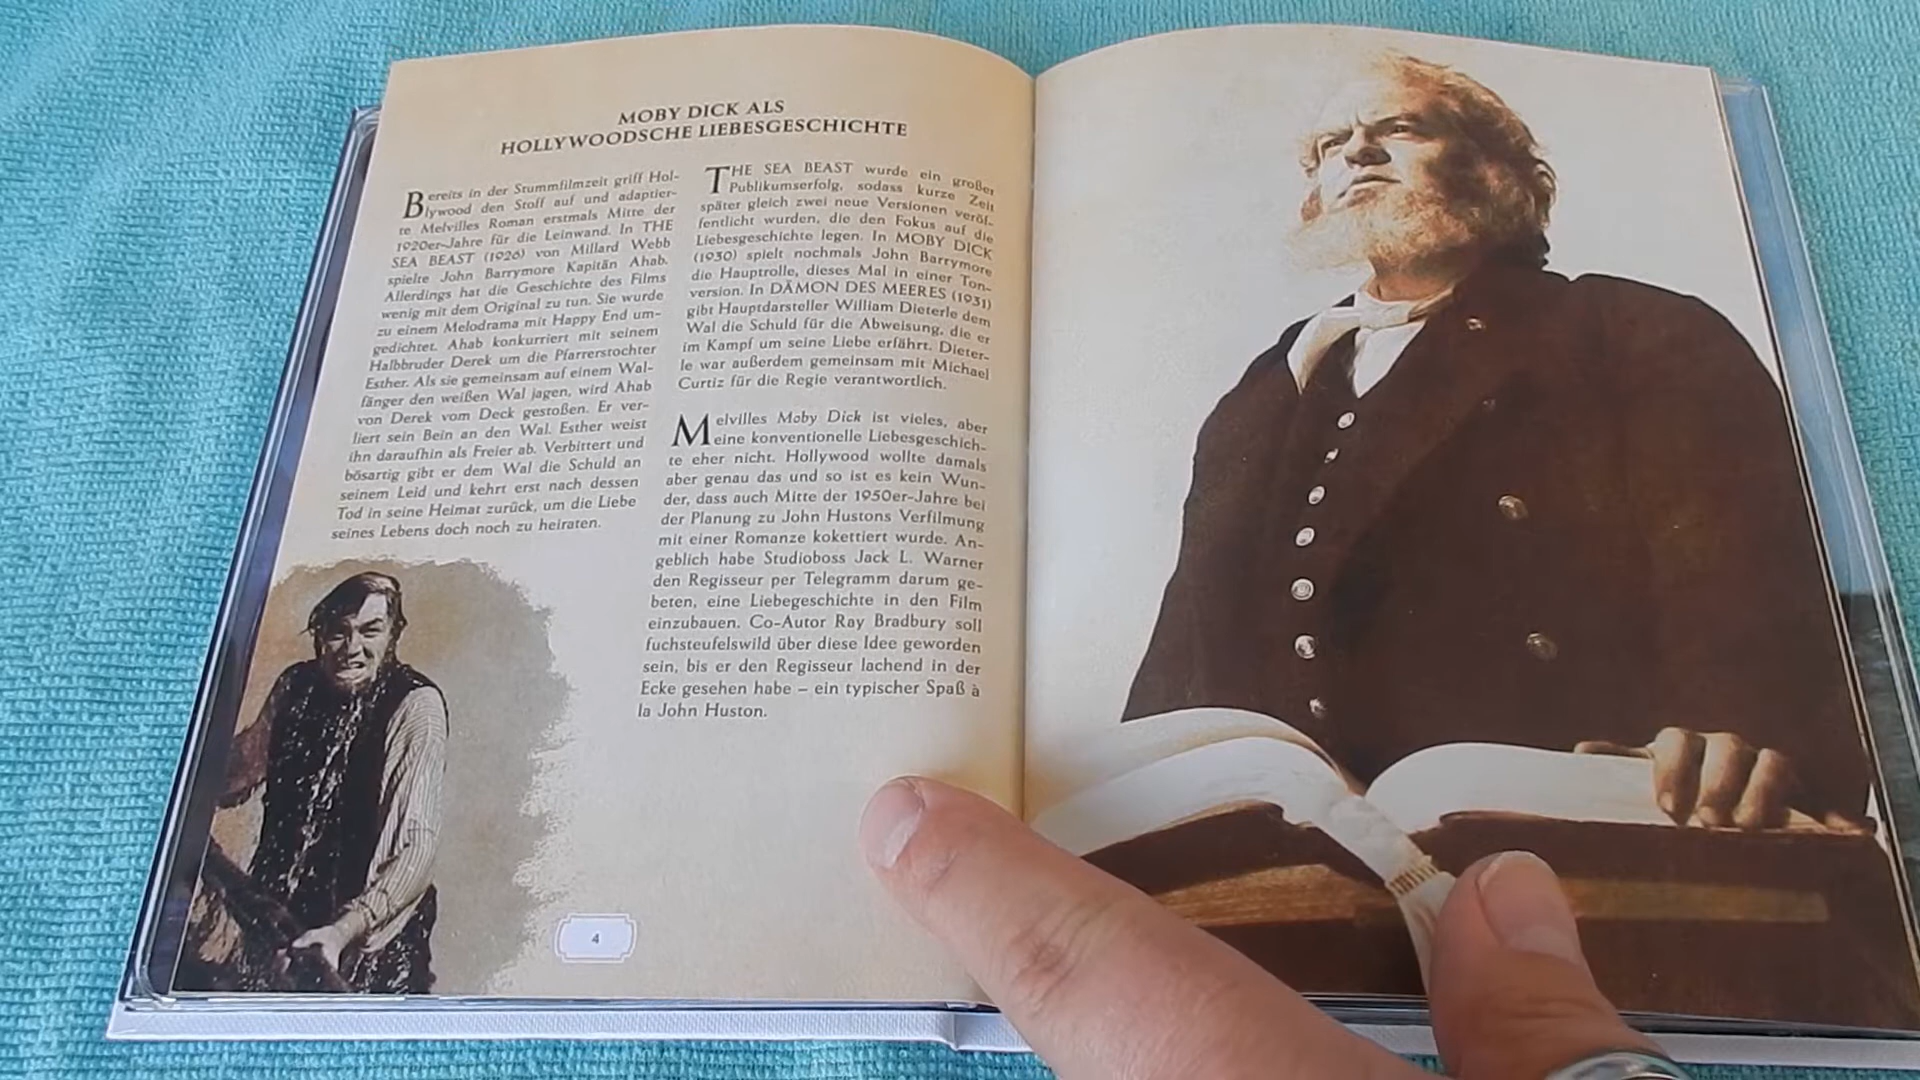 MOBY DICK ALS
HOLLYWOODSCHE LIEBESGESCHICHTE
Bereits in der Stummfilmzeit griff Hol-
lywood den Stoff auf und adaptier-
te Melvilles Roman erstmals Mitte der
1920er-Jahre für die Leinwand. In THE
SEA BEAST (1926) von Millard Webb
spielte John Barrymore Kapitän Ahab.
Allerdings hat die Geschichte des Films
wenig mit dem Original zu tun. Sie wurde
zu einem Melodrama mit Happy End um-
gedichtet. Ahab konkurriert mit seinem
Halbbruder Derek um die Pfarrerstochter
Esther. Als sie gemeinsam auf einem Wal-
fänger den weißen Wal jagen, wird Ahab
von Derek vom Deck gestoßen. Er ver-
liert sein Bein an den Wal. Esther weist
ihn daraufhin als Freier ab. Verbittert und
bösartig gibt er dem Wal die Schuld an
seinem Leid und kehrt erst nach dessen
Tod in seine Heimat zurück, um die Liebe
seines Lebens doch noch zu heiraten.
THE SEA BEAST wurde ein großer
Publikumserfolg, sodass kurze Zeit
später gleich zwei neue Versionen veröf-
fentlicht wurden, die den Fokus auf die
Liebesgeschichte legen. In MOBY DICK
(1930) spielt nochmals John Barrymore
die Hauptrolle, dieses Mal in einer Ton-
version. In DÄMON DES MEERES (1931)
gibt Hauptdarsteller William Dieterle dem
Wal die Schuld für die Abweisung, die er
im Kampf um seine Liebe erfährt. Dieter-
le war außerdem gemeinsam mit Michael
Curtiz für die Regie verantwortlich.
Melvilles Moby Dick ist vieles, aber
eine konventionelle Liebesgeschich-
te eher nicht. Hollywood wollte damals
aber genau das und so ist es kein Wun-
der, dass auch Mitte der 1950er-Jahre bei
der Planung zu John Hustons Verfilmung
mit einer Romanze kokettiert wurde. An-
geblich habe Studioboss Jack L. Warner
den Regisseur per Telegramm darum ge-
beten, eine Liebegeschichte in den Film
einzubauen. Co-Autor Ray Bradbury soll
fuchsteufelswild über diese Idee geworden
sein, bis er den Regisseur lachend in der
Ecke gesehen habe – ein typischer Spaß à
la John Huston.
4